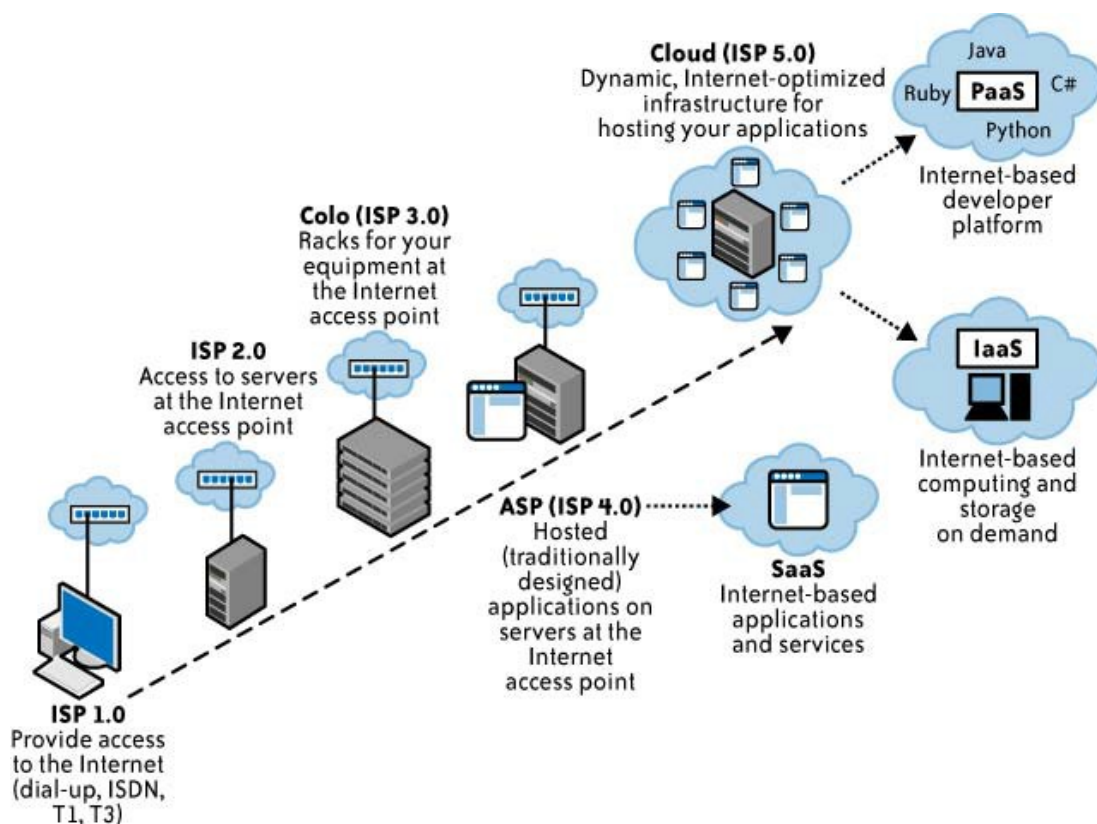 Cloud (ISP 5.0)
Dynamic, Internet-optimized
infrastructure for
hosting your applications
Java
Ruby
PaaS
C#
Python
Internet-based
developer
platform
Colo (ISP 3.0)
Racks for your
equipment at
the Internet
access point
ISP 2.0
Access to servers
at the Internet
access point
IaaS
Internet-based
computing and
storage
on demand
ASP (ISP 4.0)
Hosted
(traditionally
designed)
applications on
servers at the
Internet
access point
SaaS
Internet-based
applications
and services
ISP 1.0
Provide access
to the Internet
(dial-up, ISDN,
T1, T3)